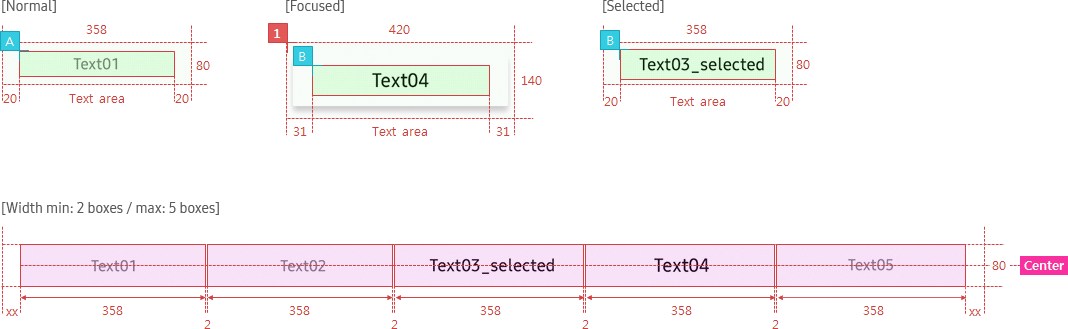 [Normal]
[Focused]
[Selected]
358
420
358
A
1
B
B
Text01
Text04
Text03_selected
80
140
80
20
Text area
20
31
Text area
31
20
Text area
20
[Width min: 2 boxes / max: 5 boxes]
Text01
Text02
Text03_selected
Text04
Text05
80
Center
xx
358
358
358
358
358
xx
2
2
2
2